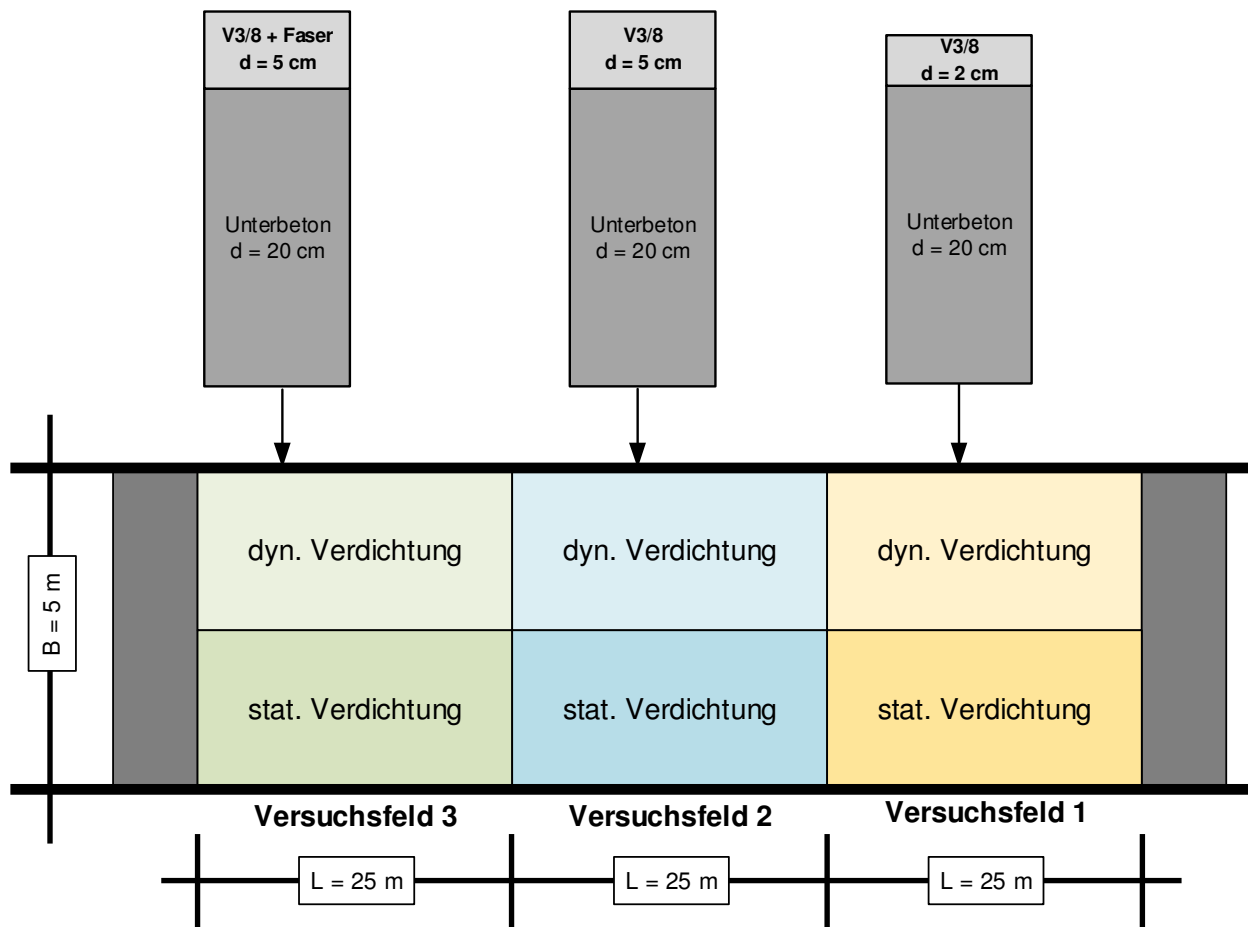 V3/8 + Faser
d = 5 cm
V3/8
d = 5 cm
V3/8
d = 2 cm
Unterbeton
d = 20 cm
Unterbeton
d = 20 cm
Unterbeton
d = 20 cm
B = 5 m
dyn. Verdichtung
dyn. Verdichtung
dyn. Verdichtung
stat. Verdichtung
stat. Verdichtung
stat. Verdichtung
Versuchsfeld 3
Versuchsfeld 2
Versuchsfeld 1
L = 25 m
L = 25 m
L = 25 m